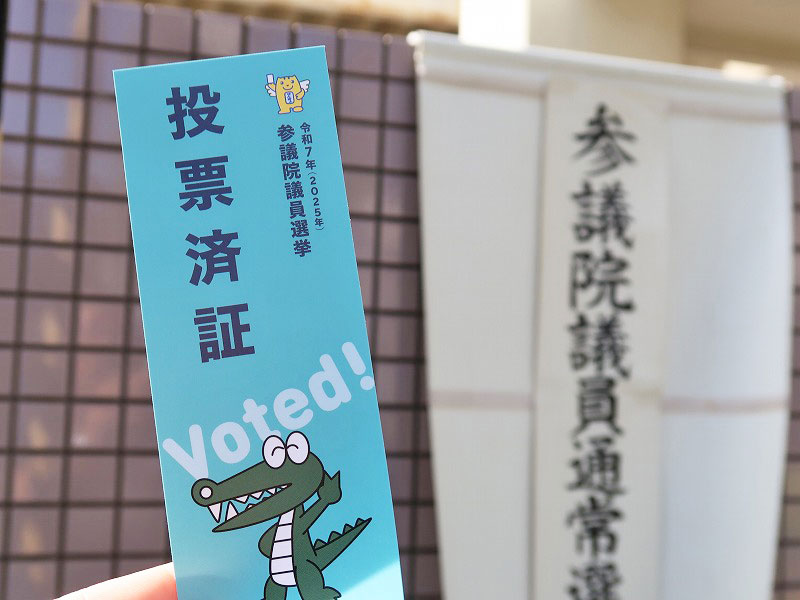 投票済証
令和7年(2025年)
参議院議員選挙
Voted!
参議院議員通常選